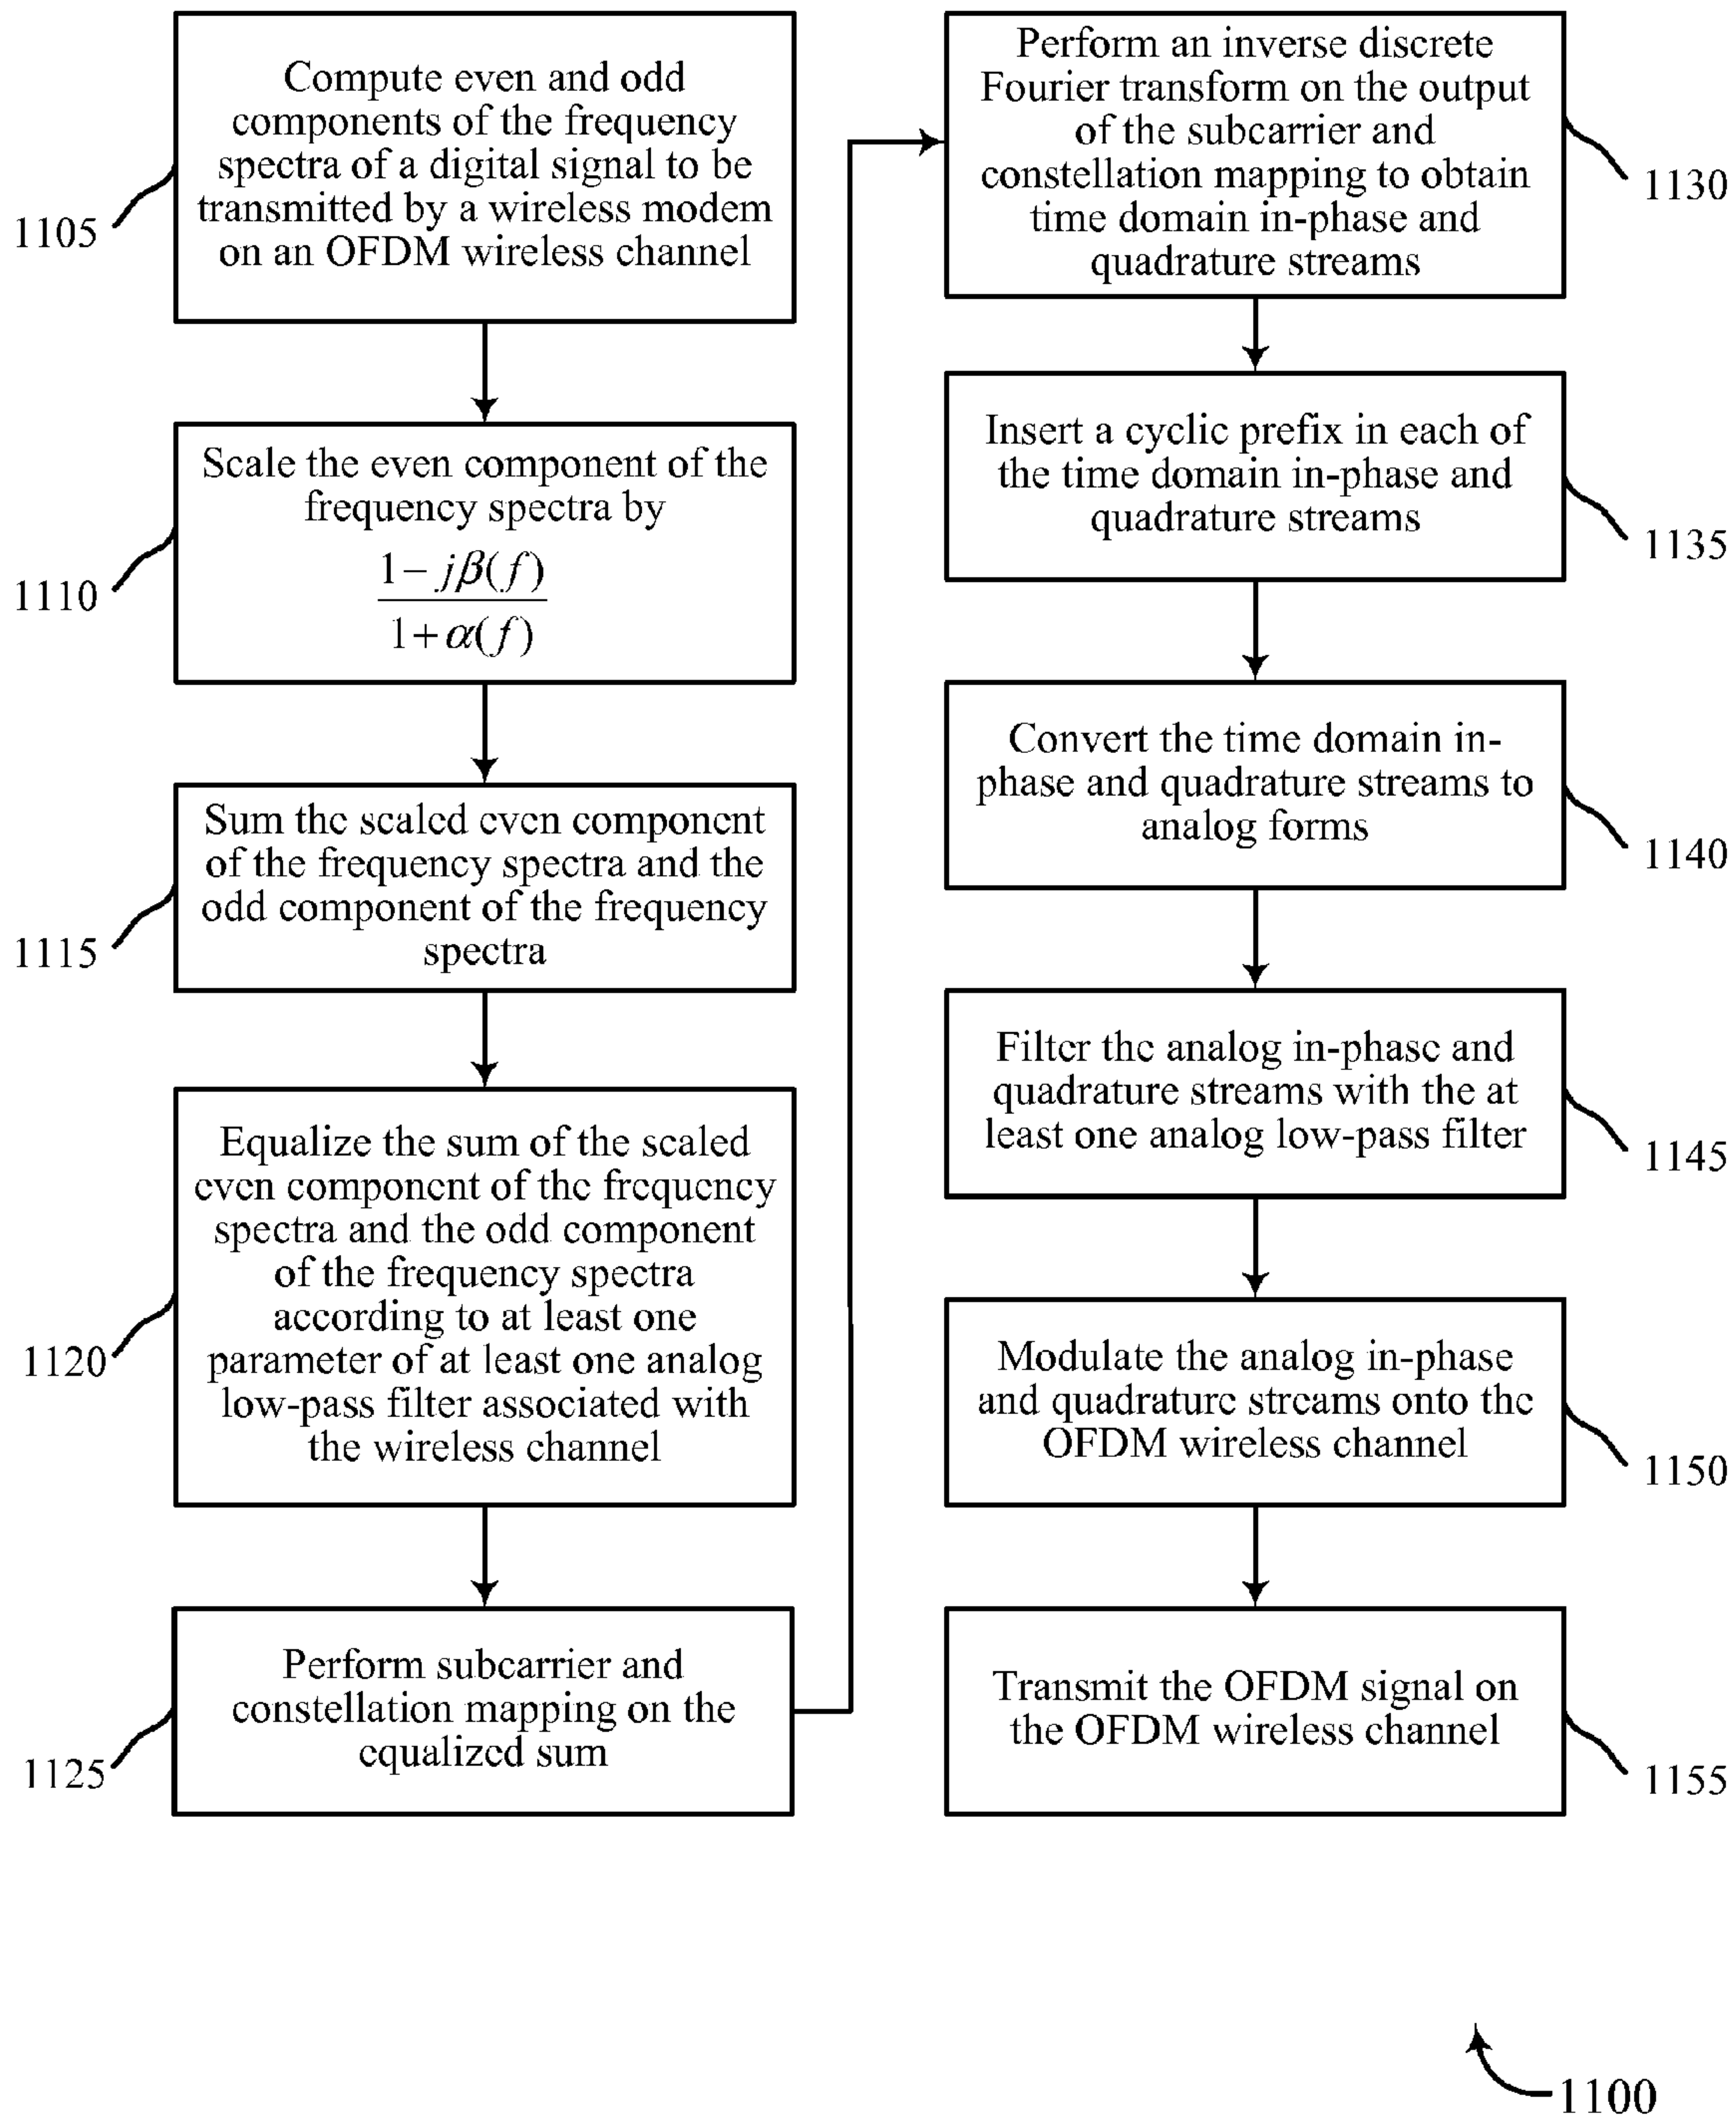 Compute even and odd
components of the frequency
spectra of a digital signal to be
transmitted by a wireless modem
on an OFDM wireless channel
1105
Scale the even component of the
frequency spectra by
1 − jβ(f)
1 + α(f)
1110
Sum the scaled even component
of the frequency spectra and the
odd component of the frequency
spectra
1115
Equalize the sum of the scaled
even component of the frequency
spectra and the odd component
of the frequency spectra
according to at least one
parameter of at least one analog
low-pass filter associated with
the wireless channel
1120
Perform subcarrier and
constellation mapping on the
equalized sum
1125
Perform an inverse discrete
Fourier transform on the output
of the subcarrier and
constellation mapping to obtain
time domain in-phase and
quadrature streams
1130
Insert a cyclic prefix in each of
the time domain in-phase and
quadrature streams
1135
Convert the time domain in-
phase and quadrature streams to
analog forms
1140
Filter the analog in-phase and
quadrature streams with the at
least one analog low-pass filter
1145
Modulate the analog in-phase
and quadrature streams onto the
OFDM wireless channel
1150
Transmit the OFDM signal on
the OFDM wireless channel
1155
1100